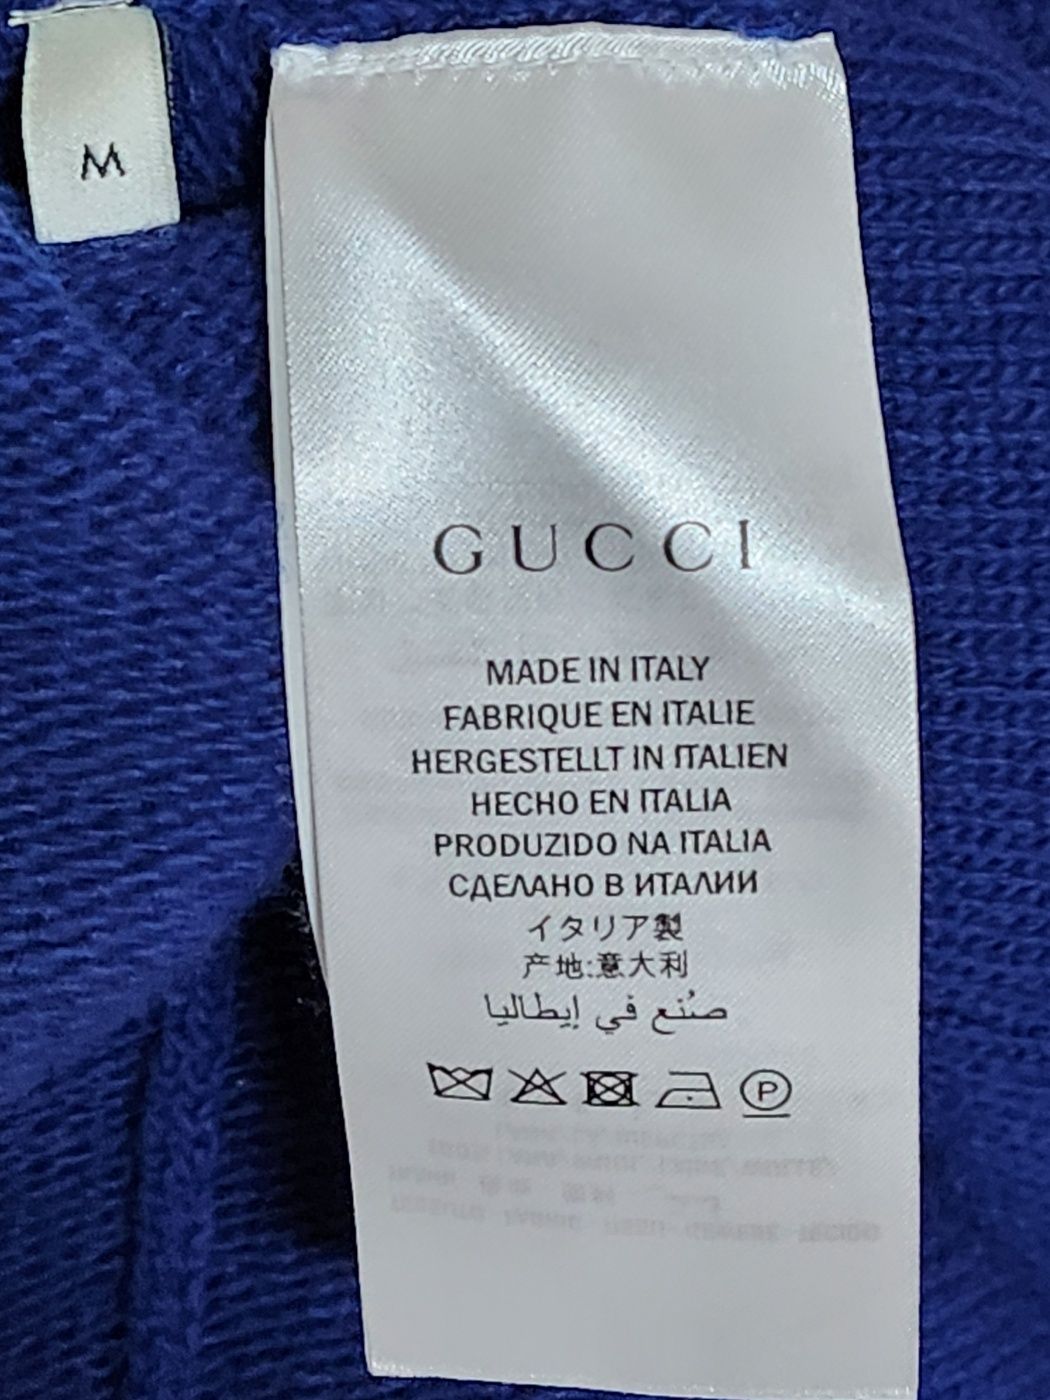 M
GUCCI
MADE IN ITALY
FABRIQUE EN ITALIE
HERGESTELLT IN ITALIEN
HECHO EN ITALIA
PRODUZIDO NA ITALIA
СДЕЛАНО В ИТАЛИИ
イタリア製
产地:意大利
صُنع في إيطاليا
P